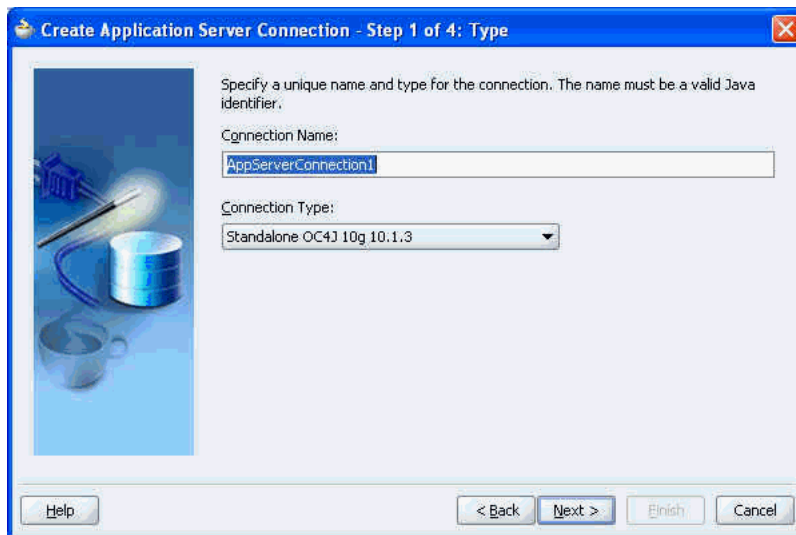 Create Application Server Connection - Step 1 of 4: Type
Specify a unique name and type for the connection. The name must be a valid Java
identifier.
Connection Name:
AppServerConnection1
Connection Type:
Standalone OC4J 10g 10.1.3
Help
< Back
Next >
Finish
Cancel